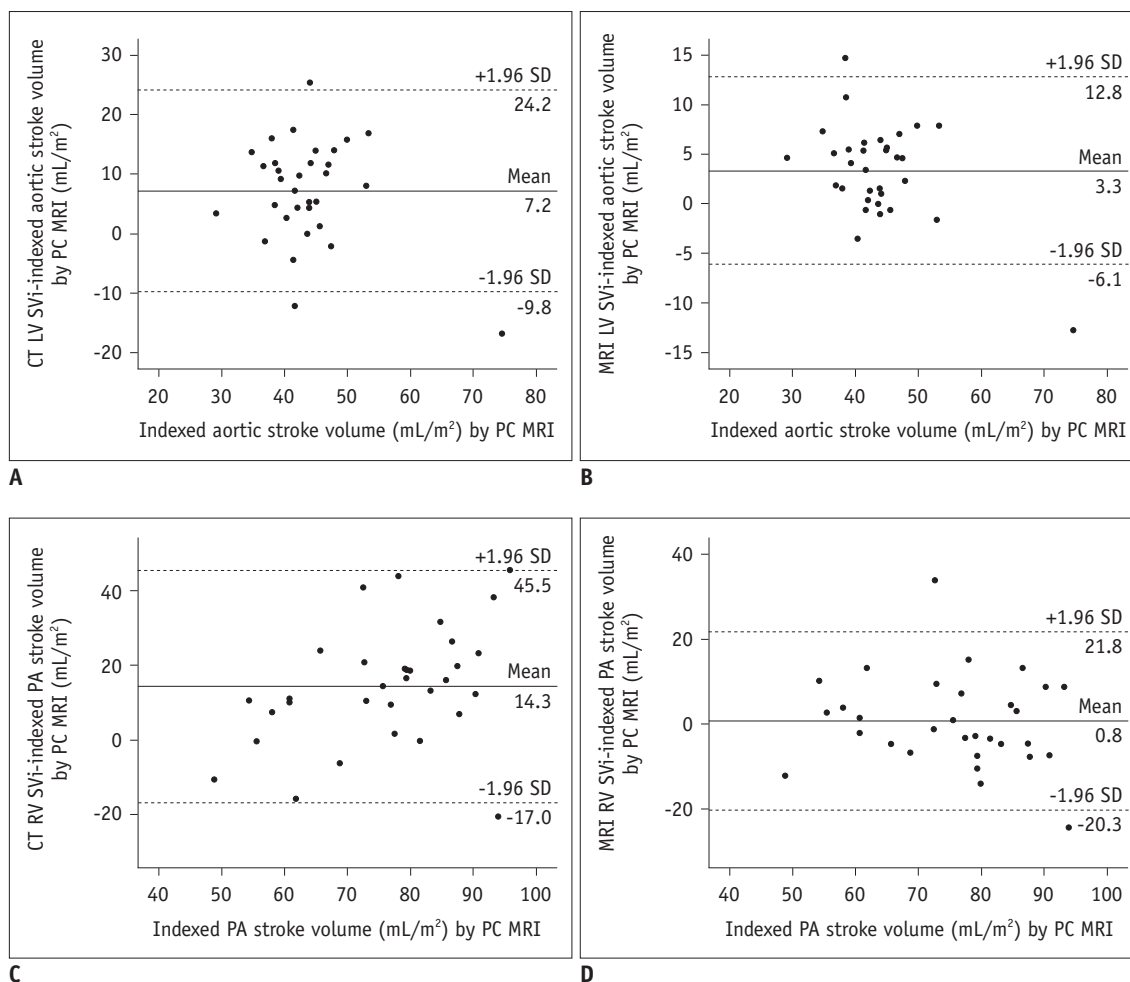 CT LV SVi-indexed aortic stroke volume
by PC MRI (mL/m²)
30
20
10
0
-10
-20
+1.96 SD
24.2
Mean
7.2
-1.96 SD
-9.8
20 30 40 50 60 70 80
Indexed aortic stroke volume (mL/m²) by PC MRI
A
MRI LV SVi-indexed aortic stroke volume
by PC MRI (mL/m²)
15
10
5
0
-5
-10
-15
+1.96 SD
12.8
Mean
3.3
-1.96 SD
-6.1
20 30 40 50 60 70 80
Indexed aortic stroke volume (mL/m²) by PC MRI
B
CT RV SVi-indexed PA stroke volume
by PC MRI (mL/m²)
40
20
0
-20
+1.96 SD
45.5
Mean
14.3
-1.96 SD
-17.0
40 50 60 70 80 90 100
Indexed PA stroke volume (mL/m²) by PC MRI
C
MRI RV SVi-indexed PA stroke volume
by PC MRI (mL/m²)
40
20
0
-20
+1.96 SD
21.8
Mean
0.8
-1.96 SD
-20.3
40 50 60 70 80 90 100
Indexed PA stroke volume (mL/m²) by PC MRI
D